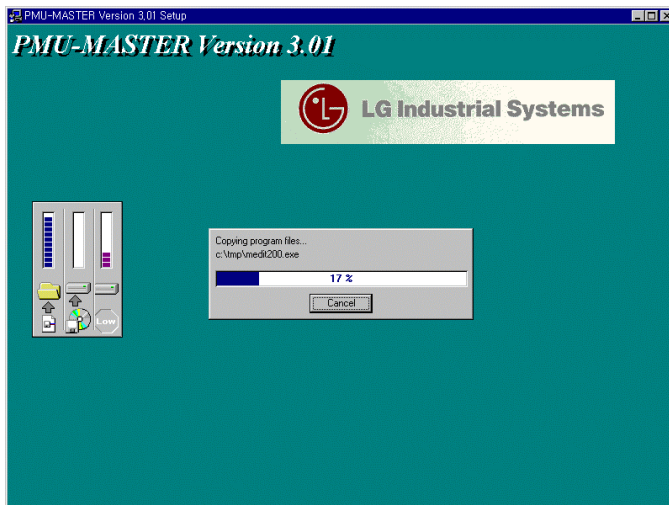 PMU-MASTER Version 3,01 Setup
PMU-MASTER Version 3.01
LG Industrial Systems
Copying program files...
c:\tmp\medit200.exe
17 %
Cancel
Low